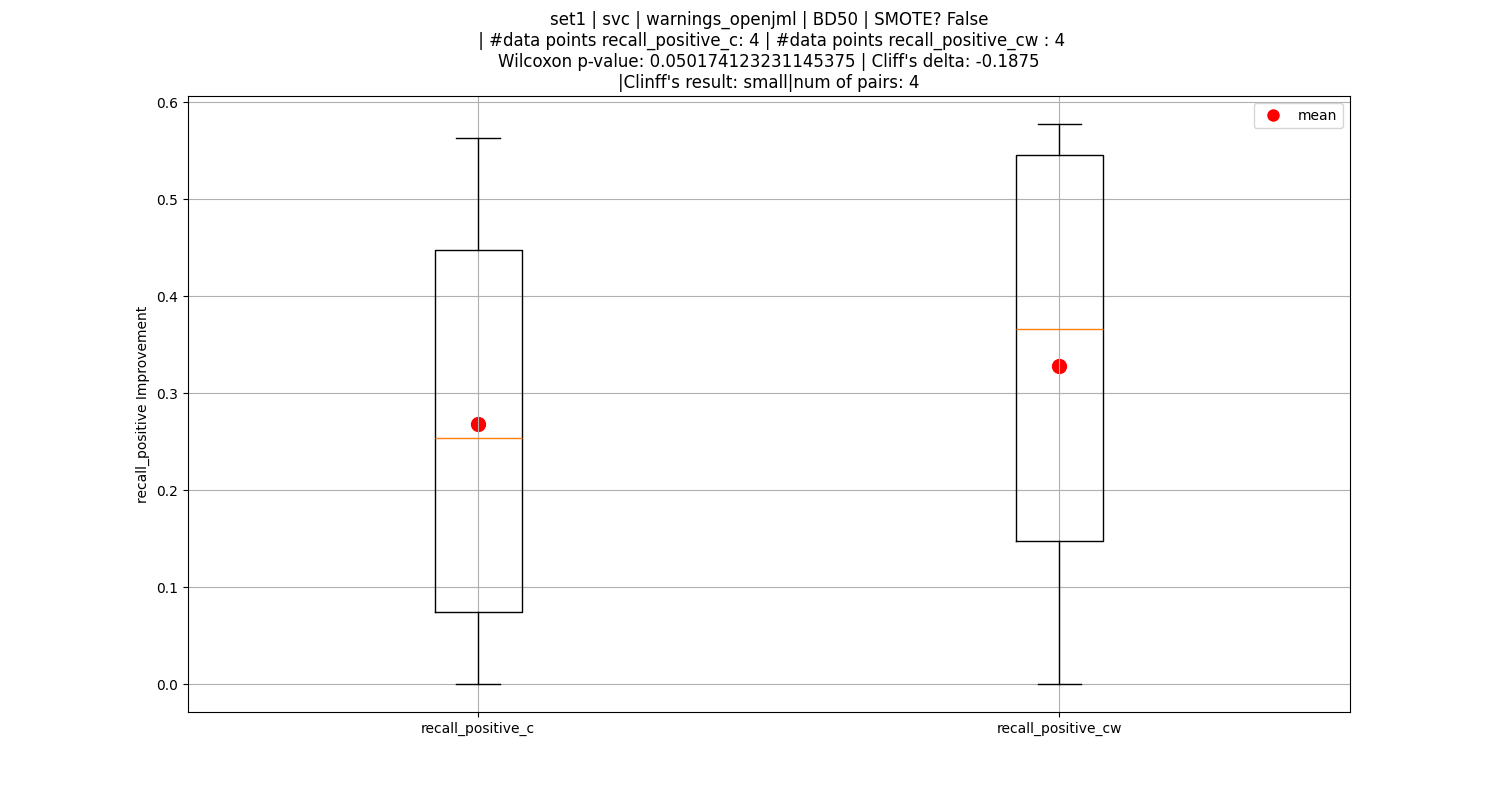 set1 | svc | warnings_openjml | BD50 | SMOTE? False
| #data points recall_positive_c: 4 | #data points recall_positive_cw : 4
Wilcoxon p-value: 0.050174123231145375 | Cliff's delta: -0.1875
|Clinff's result: small|num of pairs: 4
mean
0.6
0.5
0.4
0.3
0.2
0.1
0.0
recall_positive Improvement
recall_positive_c
recall_positive_cw